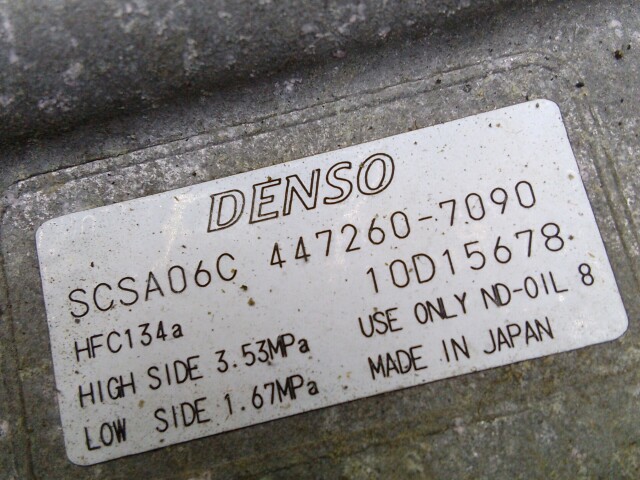 DENSO
SCSA06C 447260-7090
10D15678
HFC134a USE ONLY ND-OIL 8
HIGH SIDE 3.53MPa MADE IN JAPAN
LOW SIDE 1.67MPa